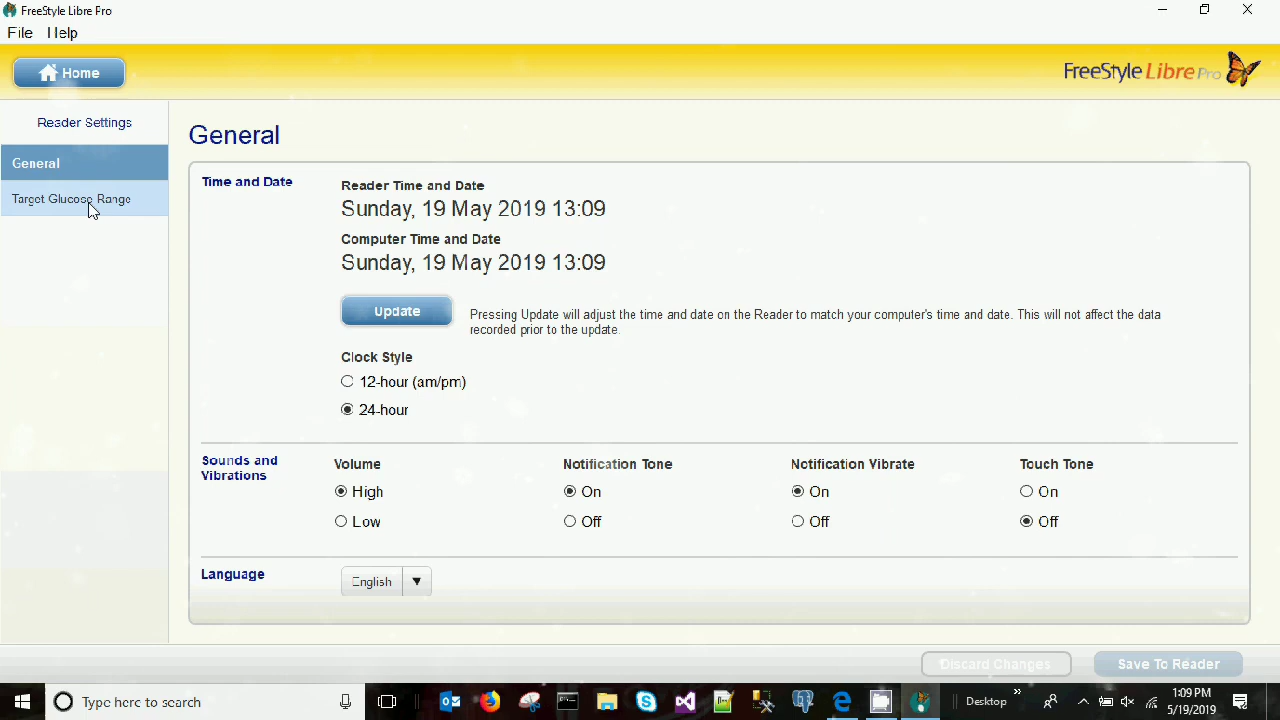 FreeStyle Libre Pro
File Help
Home
FreeStyle Libre Pro
Reader Settings
General
Target Glucose Range
General
Time and Date
Reader Time and Date
Sunday, 19 May 2019 13:09
Computer Time and Date
Sunday, 19 May 2019 13:09
Update
Pressing Update will adjust the time and date on the Reader to match your computer's time and date. This will not affect the data
recorded prior to the update.
Clock Style
12-hour (am/pm)
24-hour
Sounds and
Vibrations
Volume
High
Low
Notification Tone
On
Off
Notification Vibrate
On
Off
Touch Tone
On
Off
Language
English
Discard Changes
Save To Reader
Type here to search
Desktop
1:09 PM
5/19/2019